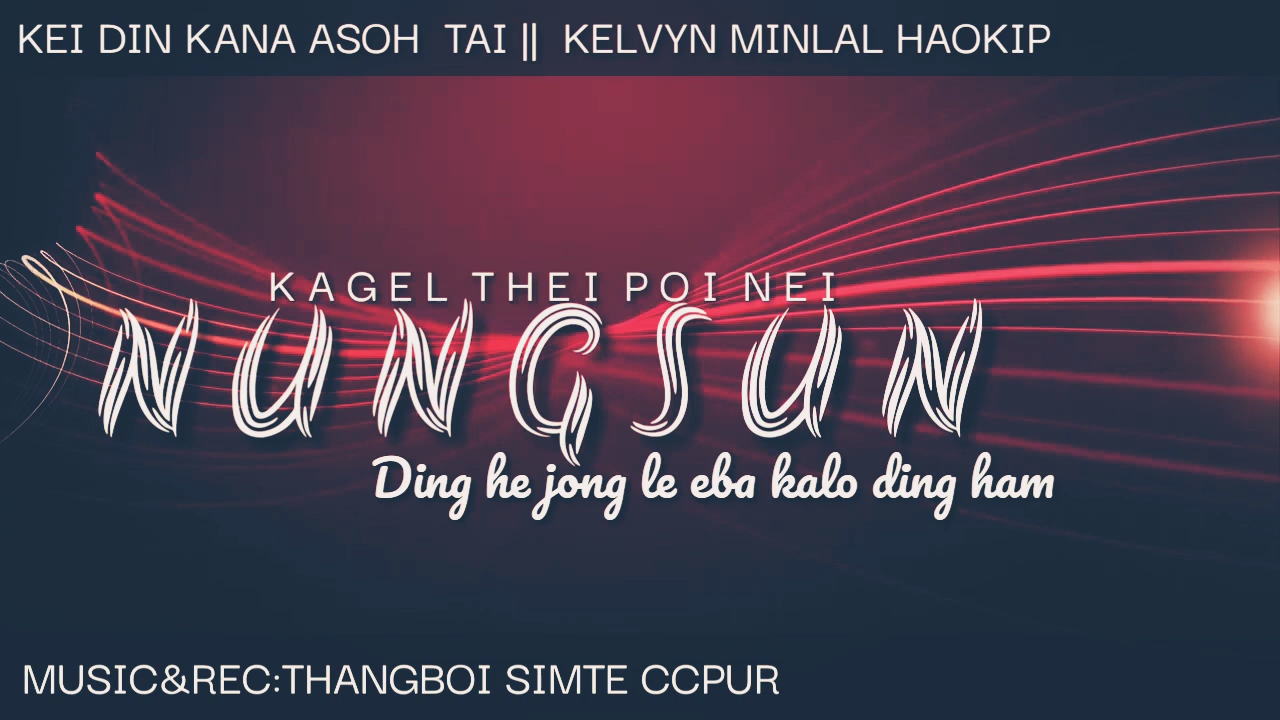 KEI DIN KANA ASOH TAI || KELVYN MINLAL HAOKIP
KAGEL THEI POI NEI
NUNGSUN
Ding he jong le eba kalo ding ham
MUSIC&REC:THANGBOI SIMTE CCPUR